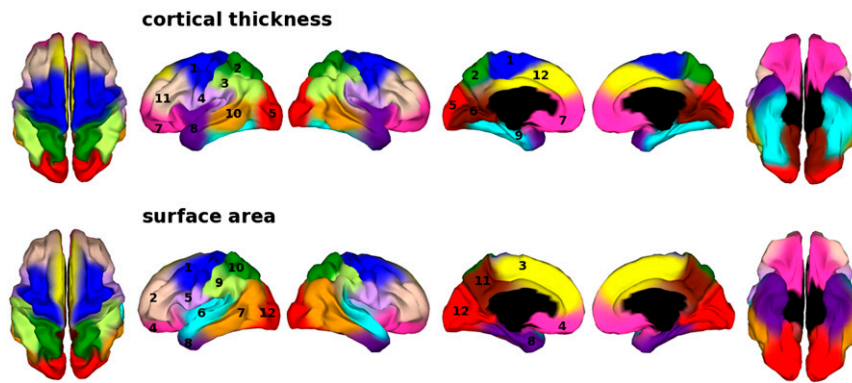 cortical thickness
1 2 3 4 11 10 5 7 8
1 2 12 5 6 7 9
surface area
1 10 9 2 5 6 7 12 4 8
3 11 12 4 8